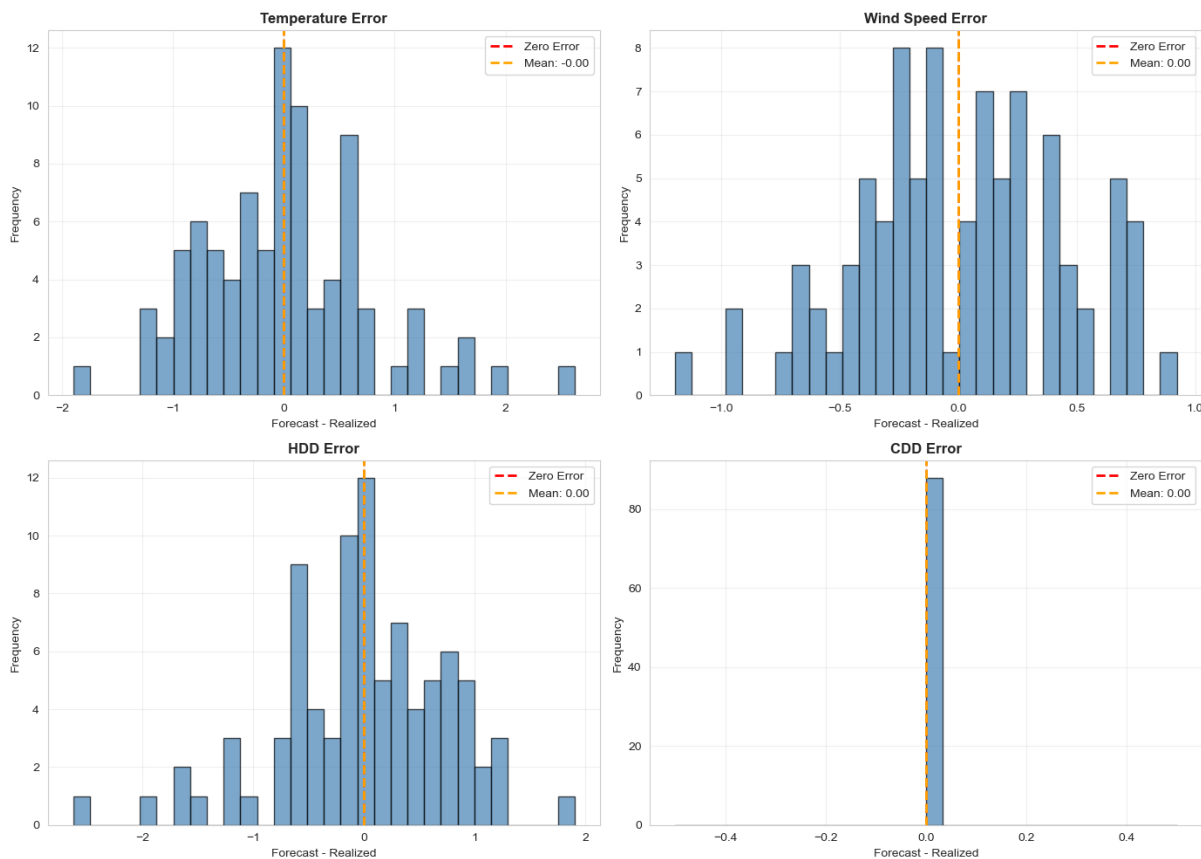 Temperature Error
12
10
8
6
4
2
0
Frequency
−2
−1
0
1
2
Forecast - Realized
Zero Error
Mean: -0.00
Wind Speed Error
8
7
6
5
4
3
2
1
0
Frequency
−1.0
−0.5
0.0
0.5
1.0
Forecast - Realized
Zero Error
Mean: 0.00
HDD Error
12
10
8
6
4
2
0
Frequency
−2
−1
0
1
2
Forecast - Realized
Zero Error
Mean: 0.00
CDD Error
80
60
40
20
0
Frequency
−0.4
−0.2
0.0
0.2
0.4
Forecast - Realized
Zero Error
Mean: 0.00